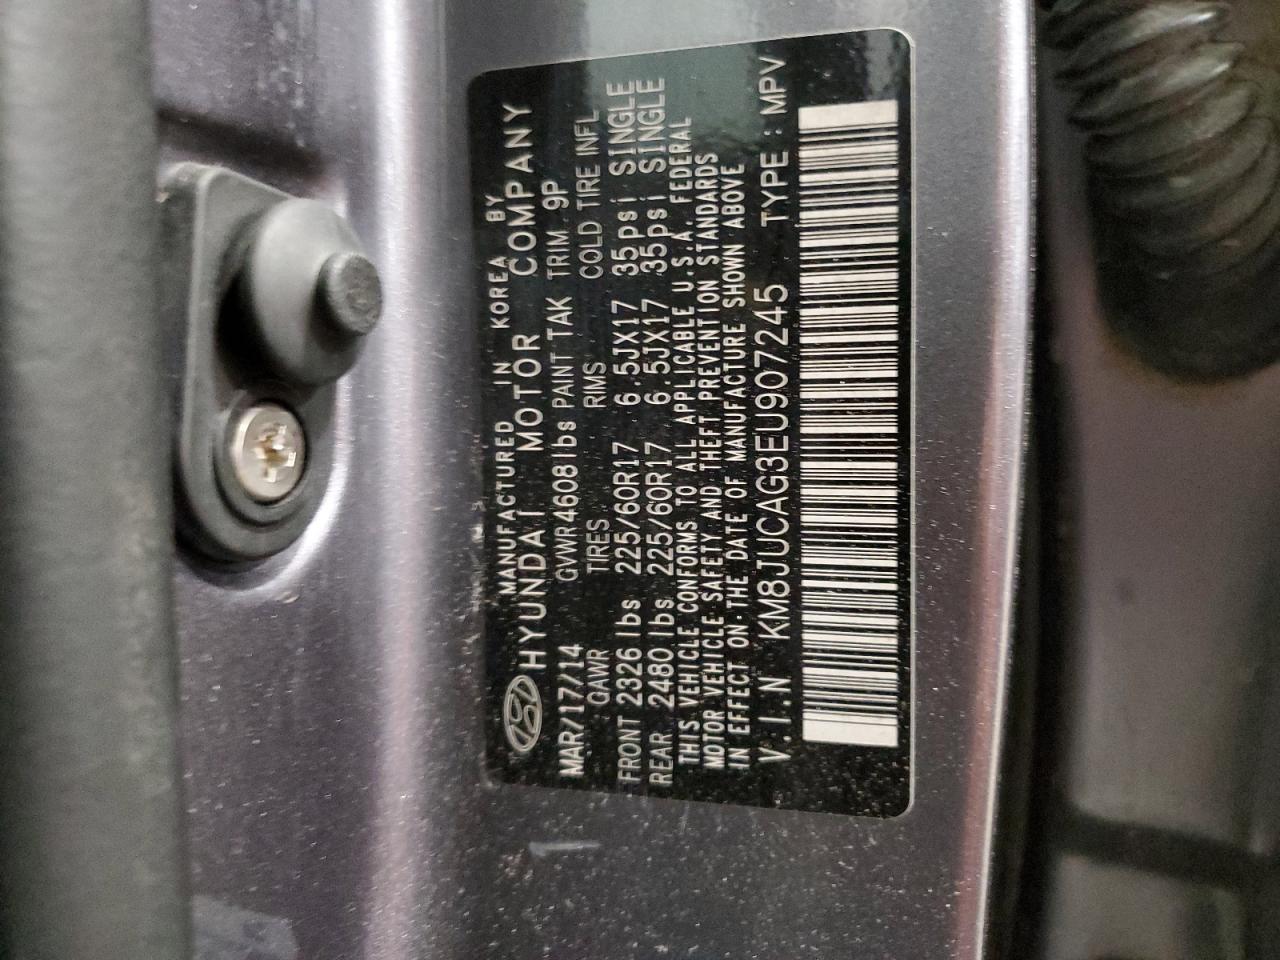 MANUFACTURED IN KOREA BY
HYUNDAI MOTOR COMPANY
MAR/17/14 GVWR 4608lbs PAINT TAK TRIM 9P
GAWR TIRES RIMS COLD TIRE INFL
FRONT 2326 lbs 225/60R17 6.5JX17 35psi SINGLE
REAR 2480 lbs 225/60R17 6.5JX17 35psi SINGLE
THIS VEHICLE CONFORMS TO ALL APPLICABLE U.S.A. FEDERAL
MOTOR VEHICLE SAFETY AND THEFT PREVENTION STANDARDS
IN EFFECT ON THE DATE OF MANUFACTURE SHOWN ABOVE
V.I.N KM8JUCAG3EU907245 TYPE : MPV